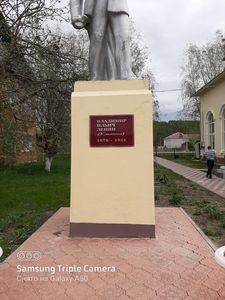 ВЛАДИМИР
ИЛЬИЧ
ЛЕНИН
(Ульянов)
1870 - 1924
Samsung Triple Camera
Снято на Galaxy A50